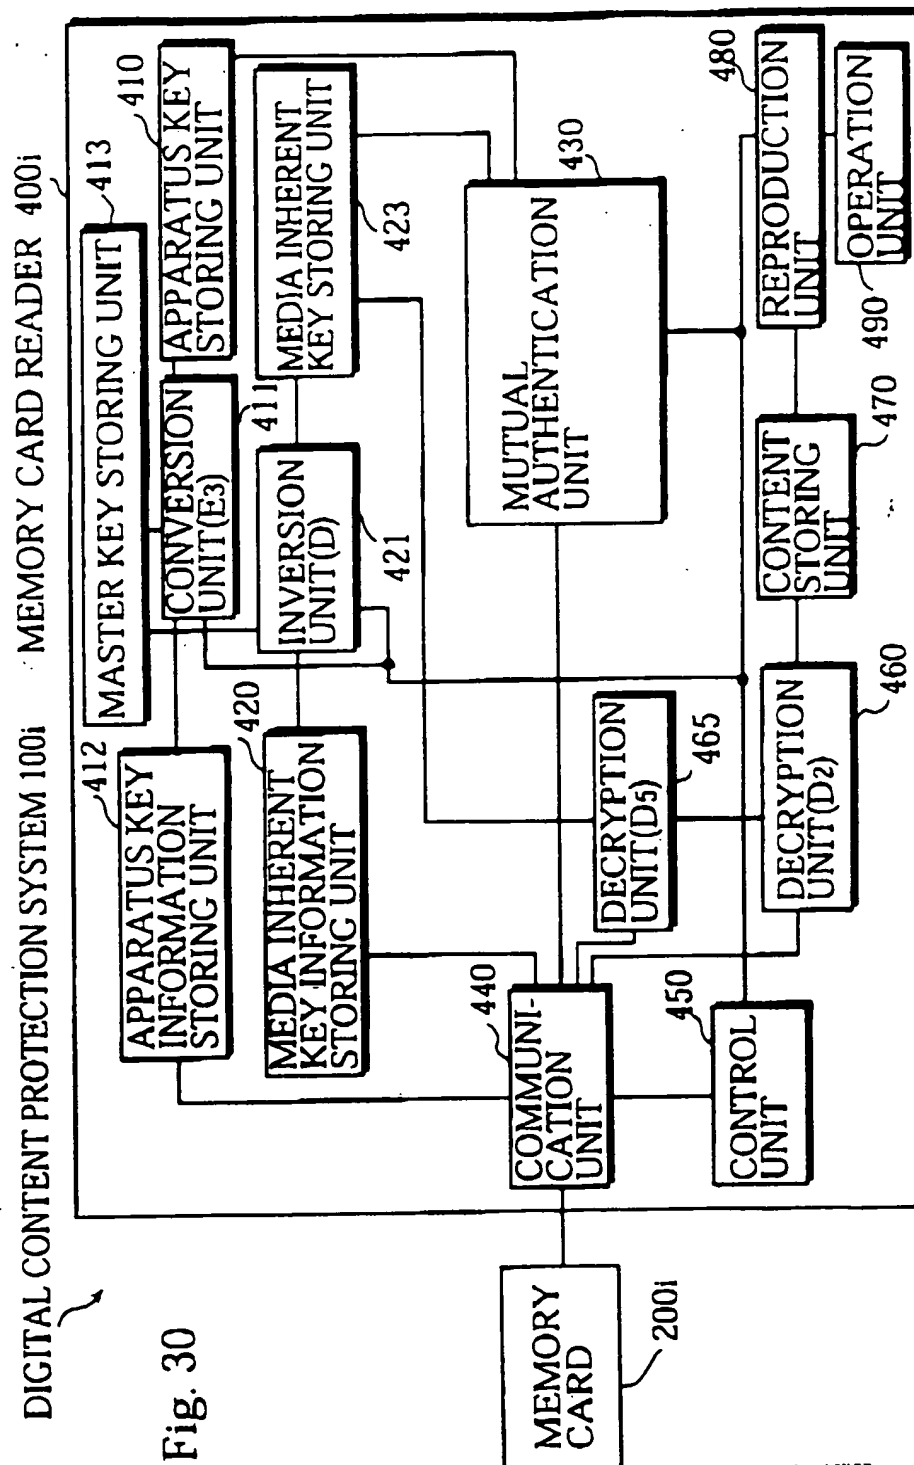 DIGITAL CONTENT PROTECTION SYSTEM 100i
MEMORY CARD READER 400i
Fig. 30
MASTER KEY STORING UNIT
413
412
APPARATUS KEY
INFORMATION
STORING UNIT
CONVERSION
UNIT(E3)
411
APPARATUS KEY
STORING UNIT
410
420
MEDIA INHERENT
KEY INFORMATION
STORING UNIT
INVERSION
UNIT(D)
421
MEDIA INHERENT
KEY STORING UNIT
423
MEMORY
CARD
200i
440
COMMUNI-
CATION
UNIT
MUTUAL
AUTHENTICATION
UNIT
430
DECRYPTION
UNIT(D5)
465
450
CONTROL
UNIT
DECRYPTION
UNIT(D2)
460
CONTENT
STORING
UNIT
470
480
REPRODUCTION
UNIT
490
OPERATION
UNIT